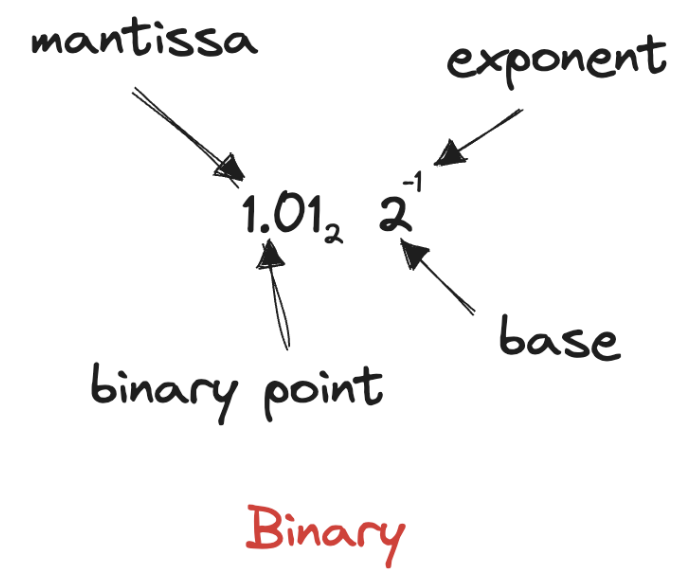 mantissa
exponent
1.01₂ 2⁻¹
base
binary point
Binary